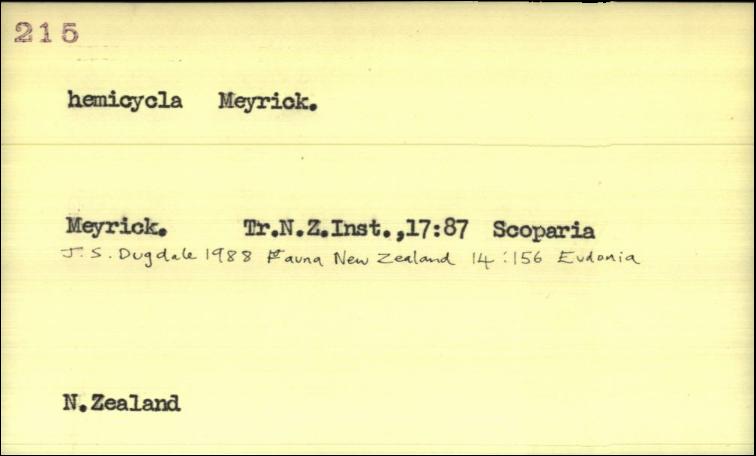 215
hemicycla Meyrick.
Meyrick. Tr.N.Z.Inst.,17:87 Scoparia
J. S. Dugdale 1988 Fauna New Zealand 14:156 Eudonia
N.Zealand